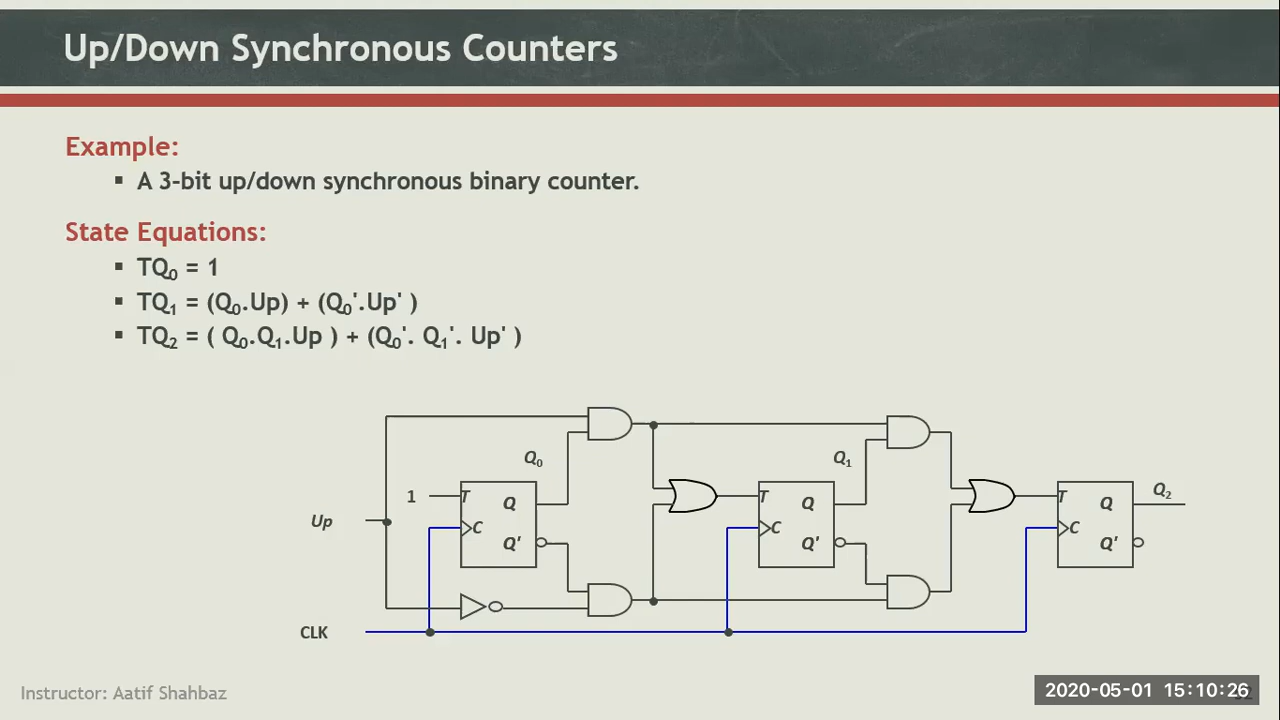 Up/Down Synchronous Counters
Example:
▪ A 3-bit up/down synchronous binary counter.
State Equations:
▪ TQ₀ = 1
▪ TQ₁ = (Q₀.Up) + (Q₀'.Up' )
▪ TQ₂ = ( Q₀.Q₁.Up ) + (Q₀'. Q₁'. Up' )
Q₀
Q₁
1
T
Q
T
Q
T
Q
Q₂
Up
C
C
C
Q'
Q'
Q'
CLK
Instructor: Aatif Shahbaz
2020-05-01 15:10:26